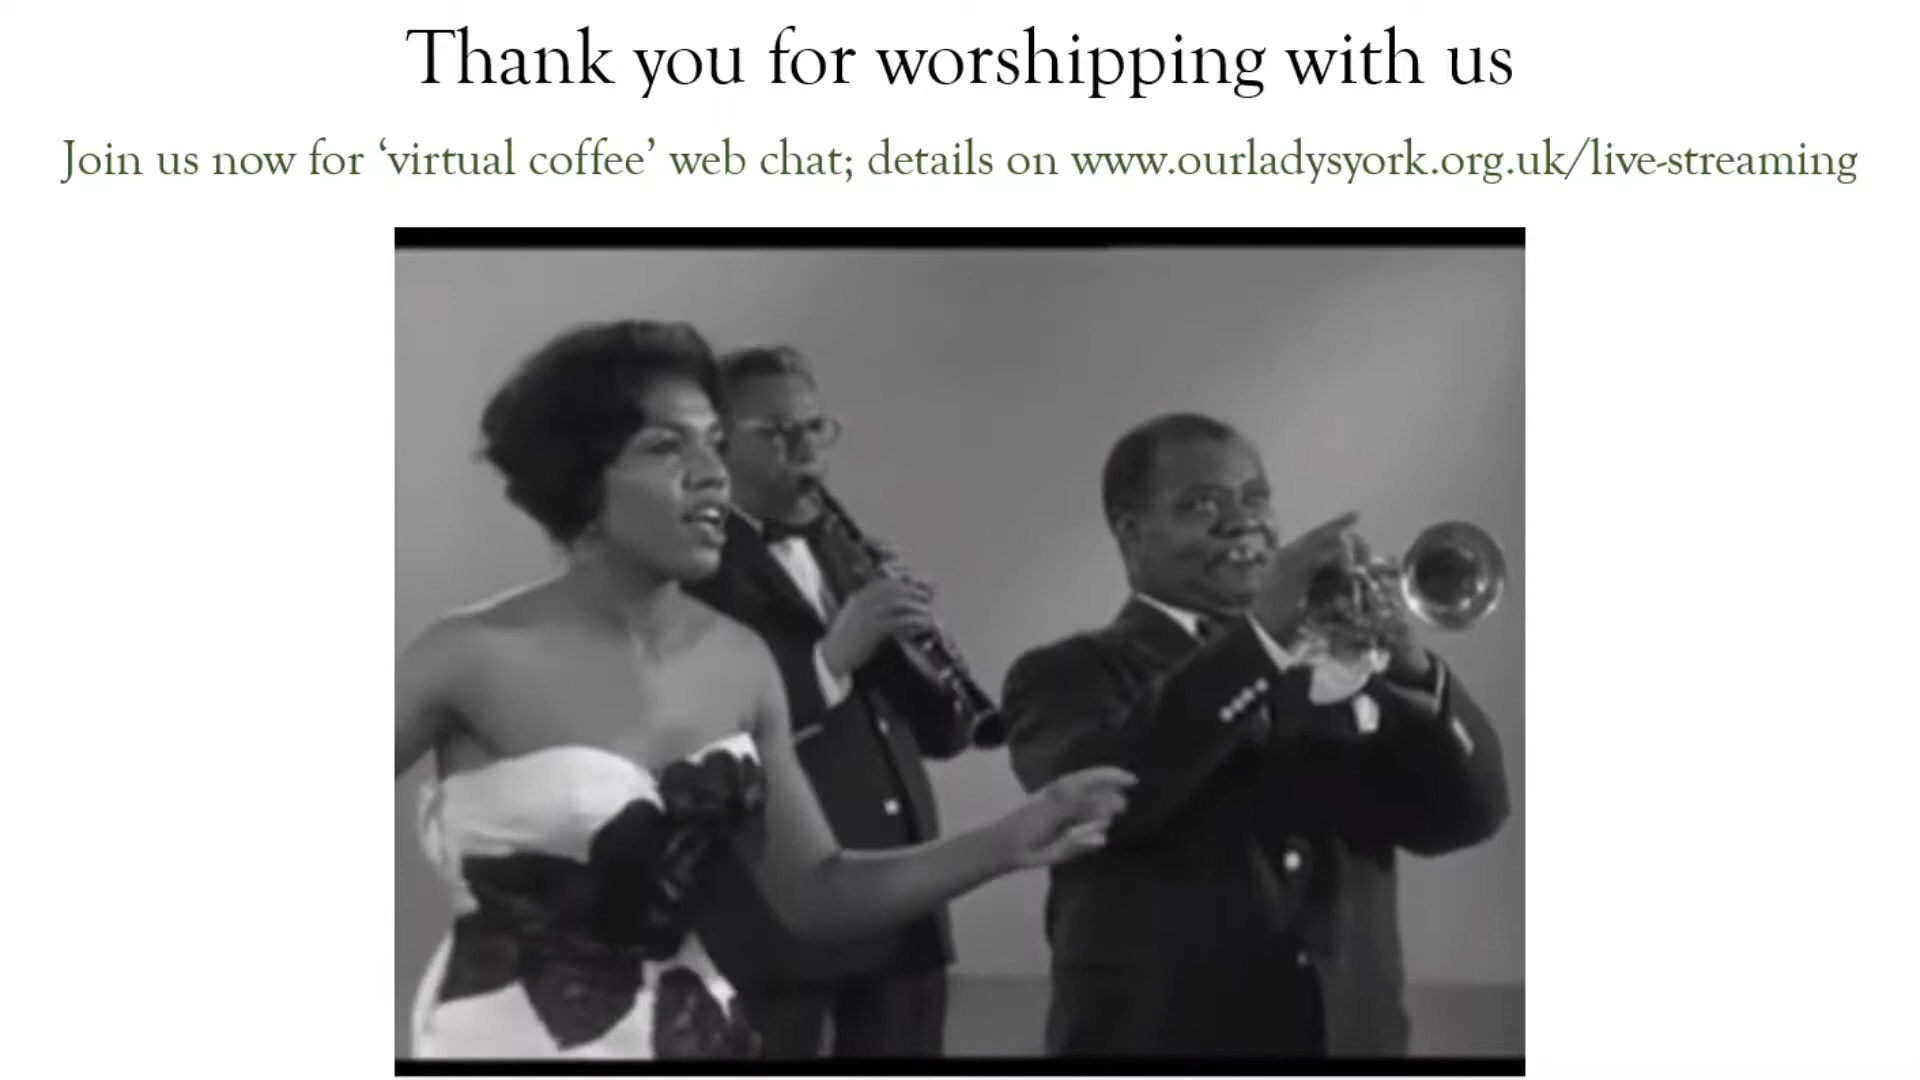 Thank you for worshipping with us
Join us now for ‘virtual coffee’ web chat; details on www.ourladysyork.org.uk/live-streaming